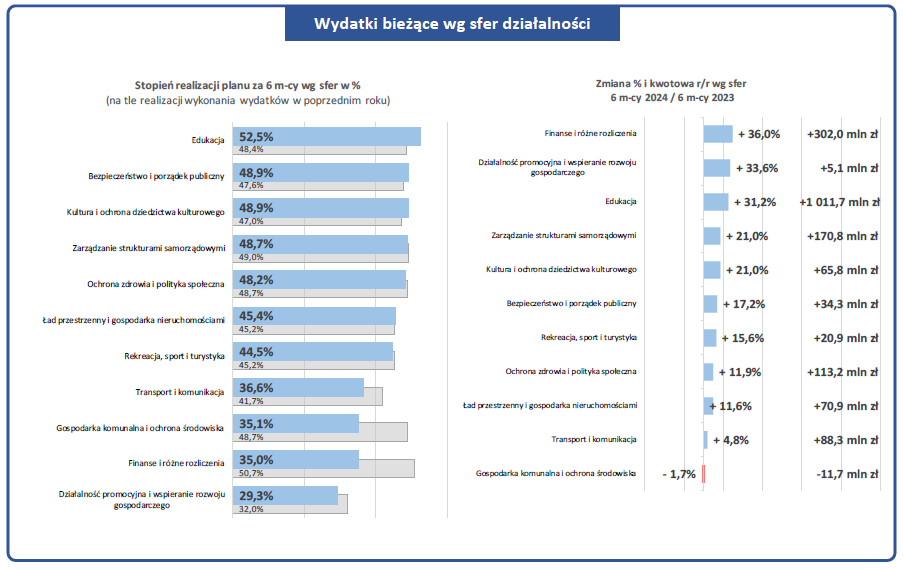 Wydatki bieżące wg sfer działalności
Stopień realizacji planu za 6 m-cy wg sfer w %
(na tle realizacji wykonania wydatków w poprzednim roku)
Edukacja
52,5%
48,4%
Bezpieczeństwo i porządek publiczny
48,9%
47,6%
Kultura i ochrona dziedzictwa kulturowego
48,9%
47,0%
Zarządzanie strukturami samorządowymi
48,7%
49,0%
Ochrona zdrowia i polityka społeczna
48,2%
48,7%
Ład przestrzenny i gospodarka nieruchomościami
45,4%
45,2%
Rekreacja, sport i turystyka
44,5%
45,2%
Transport i komunikacja
36,6%
41,7%
Gospodarka komunalna i ochrona środowiska
35,1%
48,7%
Finanse i różne rozliczenia
35,0%
50,7%
Działalność promocyjna i wspieranie rozwoju
gospodarczego
29,3%
32,0%
Zmiana % i kwotowa r/r wg sfer
6 m-cy 2024 / 6 m-cy 2023
Finanse i różne rozliczenia + 36,0% +302,0 mln zł
Działalność promocyjna i wspieranie rozwoju
gospodarczego
+ 33,6% +5,1 mln zł
Edukacja + 31,2% +1 011,7 mln zł
Zarządzanie strukturami samorządowymi + 21,0% +170,8 mln zł
Kultura i ochrona dziedzictwa kulturowego + 21,0% +65,8 mln zł
Bezpieczeństwo i porządek publiczny + 17,2% +34,3 mln zł
Rekreacja, sport i turystyka + 15,6% +20,9 mln zł
Ochrona zdrowia i polityka społeczna + 11,9% +113,2 mln zł
Ład przestrzenny i gospodarka nieruchomościami + 11,6% +70,9 mln zł
Transport i komunikacja + 4,8% +88,3 mln zł
Gospodarka komunalna i ochrona środowiska - 1,7% -11,7 mln zł